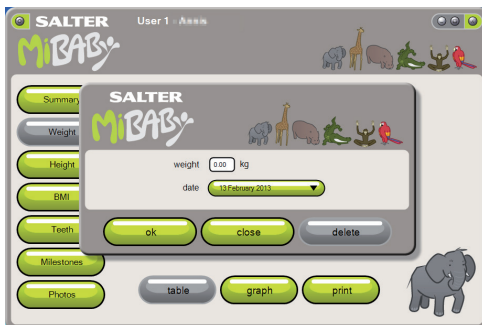 SALTER
User 1 -
MiBABY
Summary
Weight
Height
BMI
Teeth
Milestones
Photos
SALTER
MiBABY
weight 0.00 kg
date 13 February 2013
ok close delete
table graph print